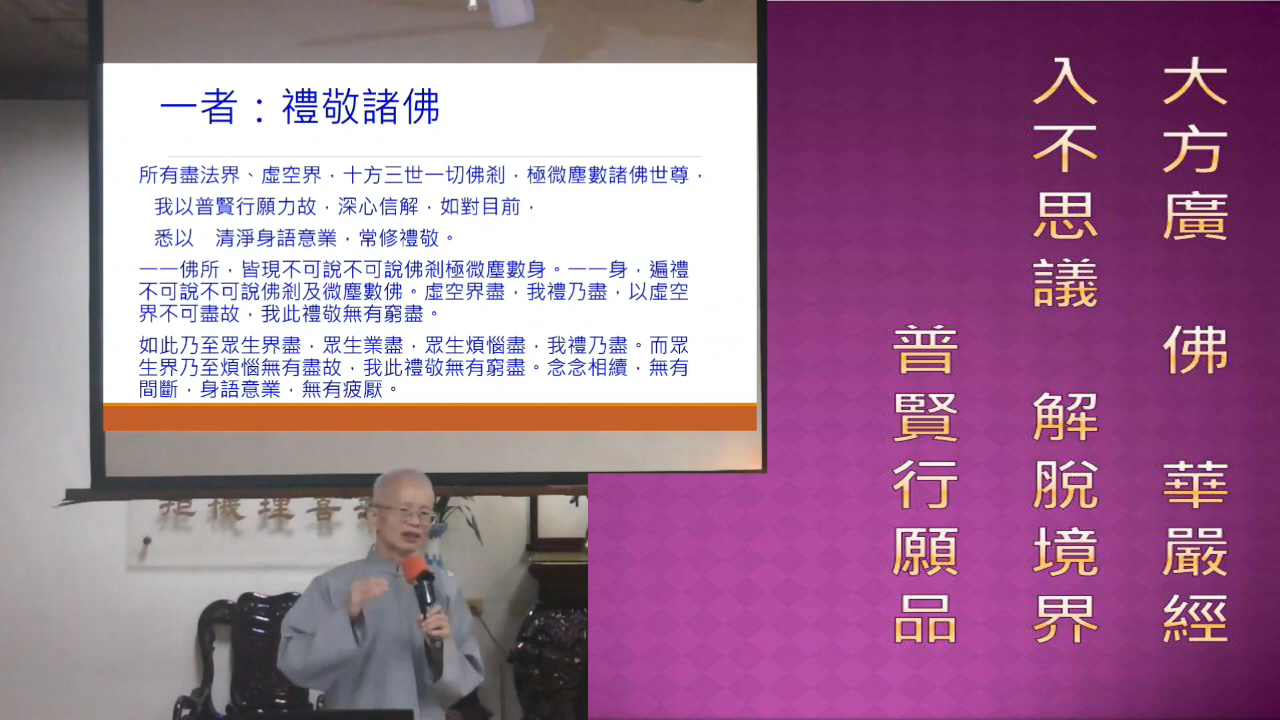 一者：禮敬諸佛
所有盡法界、虛空界，十方三世一切佛剎，極微塵數諸佛世尊，
我以普賢行願力故，深心信解，如對目前，
悉以　清淨身語意業，常修禮敬。
一一佛所，皆現不可說不可說佛剎極微塵數身。一一身，遍禮
不可說不可說佛剎及微塵數佛。虛空界盡，我禮乃盡，以虛空
界不可盡故，我此禮敬無有窮盡。
如此乃至眾生界盡，眾生業盡，眾生煩惱盡，我禮乃盡。而眾
生界乃至煩惱無有盡故，我此禮敬無有窮盡。念念相續，無有
間斷，身語意業，無有疲厭。
大方廣　佛　華嚴經
入不思議　解脫境界
普賢行願品
理機